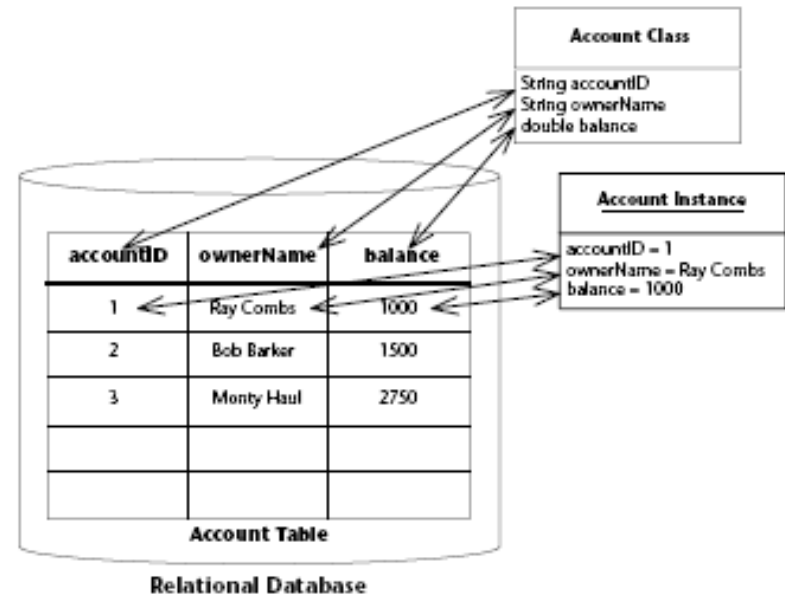 Account Class
String accountID
String ownerName
double balance
Account Instance
accountID = 1
ownerName = Ray Combs
balance = 1000
accountID ownerName balance
1 Ray Combs 1000
2 Bob Barker 1500
3 Monty Haul 2750
Account Table
Relational Database